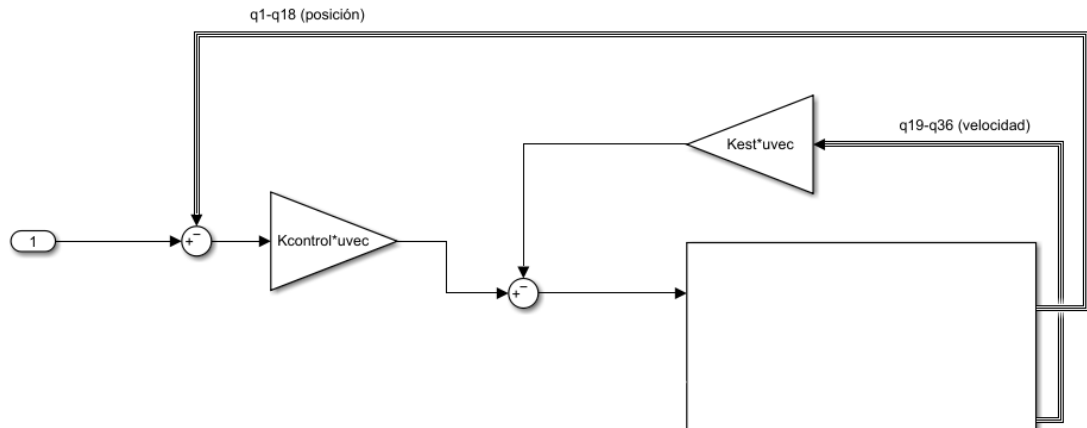 q1-q18 (posición)
q19-q36 (velocidad)
Kest*uvec
1
+
−
Kcontrol*uvec
+
−